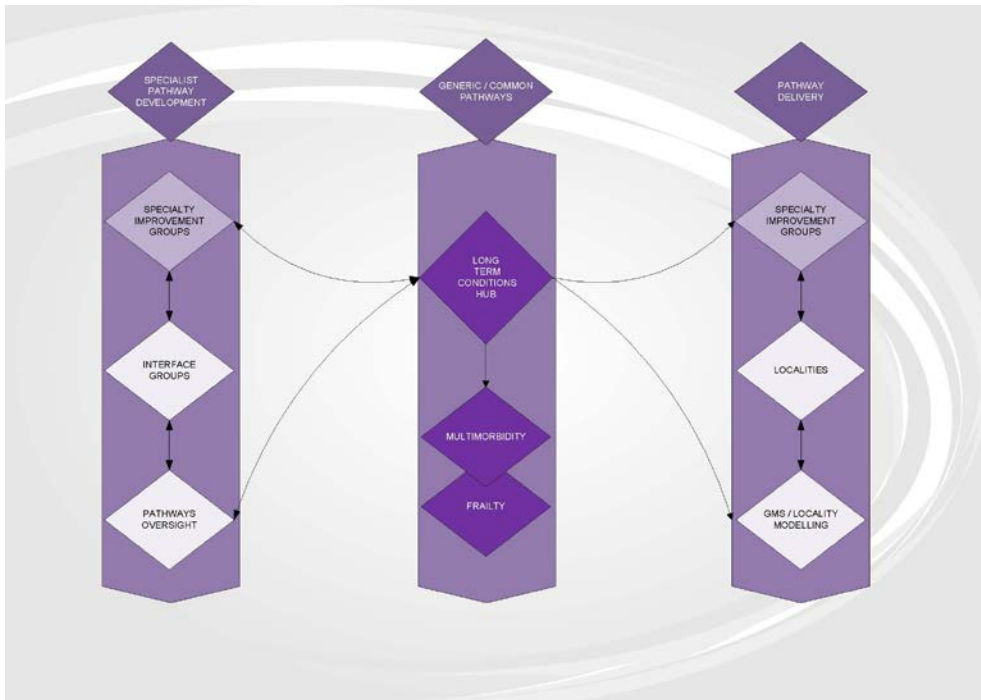 SPECIALIST
PATHWAY
DEVELOPMENT
SPECIALTY
IMPROVEMENT
GROUPS
INTERFACE
GROUPS
PATHWAYS
OVERSIGHT
GENERIC / COMMON
PATHWAYS
LONG
TERM
CONDITIONS
HUB
MULTIMORBIDITY
FRAILTY
PATHWAY
DELIVERY
SPECIALTY
IMPROVEMENT
GROUPS
LOCALITIES
GMS / LOCALITY
MODELLING